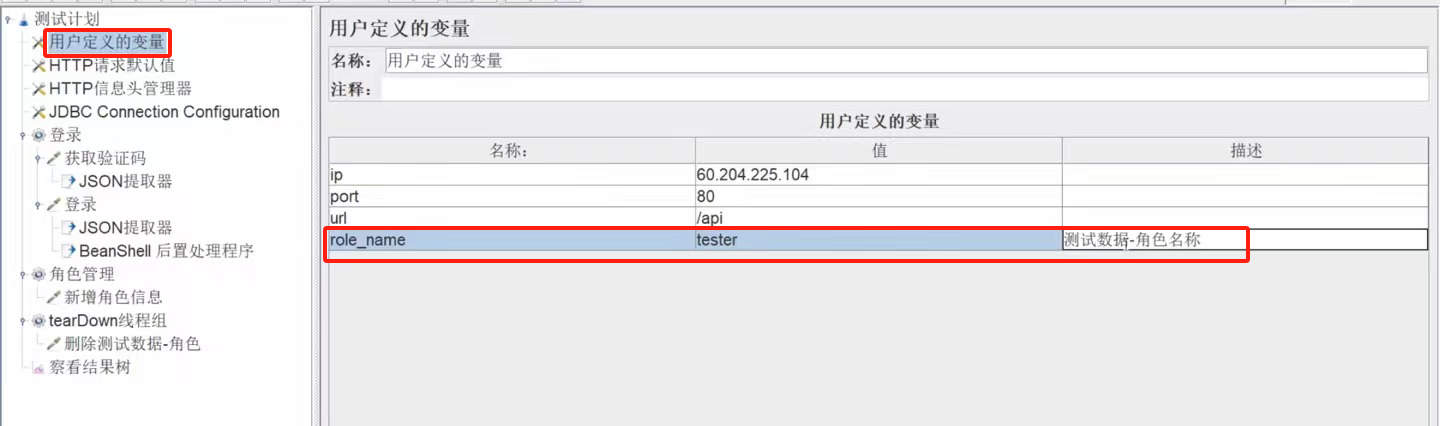 测试计划
用户定义的变量
HTTP请求默认值
HTTP信息头管理器
JDBC Connection Configuration
登录
获取验证码
JSON提取器
登录
JSON提取器
BeanShell 后置处理程序
角色管理
新增角色信息
tearDown线程组
删除测试数据-角色
察看结果树
用户定义的变量
名称： 用户定义的变量
注释：
用户定义的变量
名称： 值 描述
ip 60.204.225.104
port 80
url /api
role_name tester 测试数据-角色名称